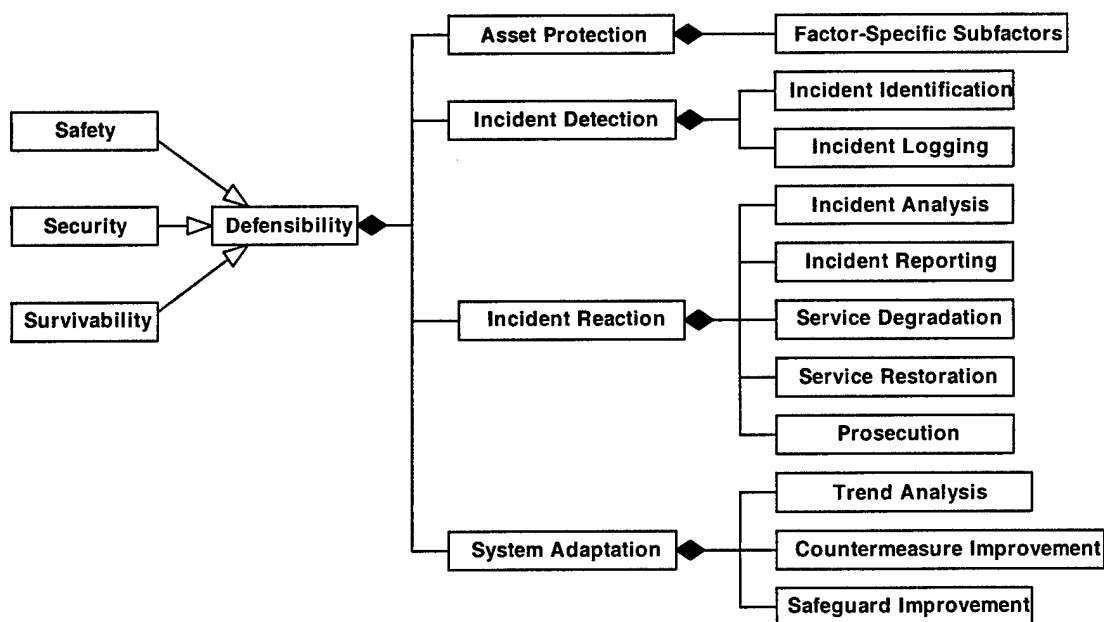 Safety
Security
Survivability
Defensibility
Asset Protection
Incident Detection
Incident Reaction
System Adaptation
Factor-Specific Subfactors
Incident Identification
Incident Logging
Incident Analysis
Incident Reporting
Service Degradation
Service Restoration
Prosecution
Trend Analysis
Countermeasure Improvement
Safeguard Improvement